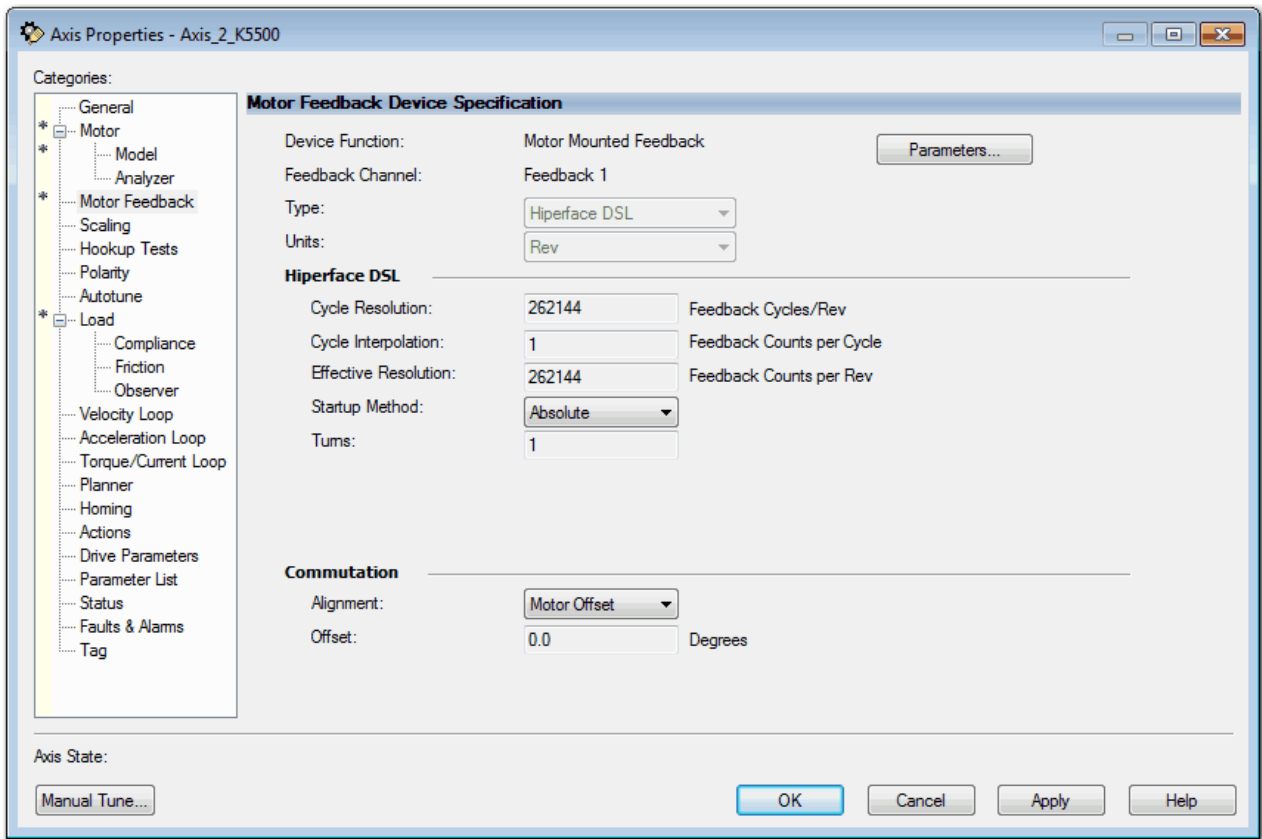 Axis Properties - Axis_2_K5500
Categories:
General
* Motor
* Model
Analyzer
* Motor Feedback
Scaling
Hookup Tests
Polarity
Autotune
* Load
Compliance
Friction
Observer
Velocity Loop
Acceleration Loop
Torque/Current Loop
Planner
Homing
Actions
Drive Parameters
Parameter List
Status
Faults & Alarms
Tag
Motor Feedback Device Specification
Device Function: Motor Mounted Feedback Parameters...
Feedback Channel: Feedback 1
Type: Hiperface DSL
Units: Rev
Hiperface DSL
Cycle Resolution: 262144 Feedback Cycles/Rev
Cycle Interpolation: 1 Feedback Counts per Cycle
Effective Resolution: 262144 Feedback Counts per Rev
Startup Method: Absolute
Turns: 1
Commutation
Alignment: Motor Offset
Offset: 0.0 Degrees
Axis State:
Manual Tune... OK Cancel Apply Help